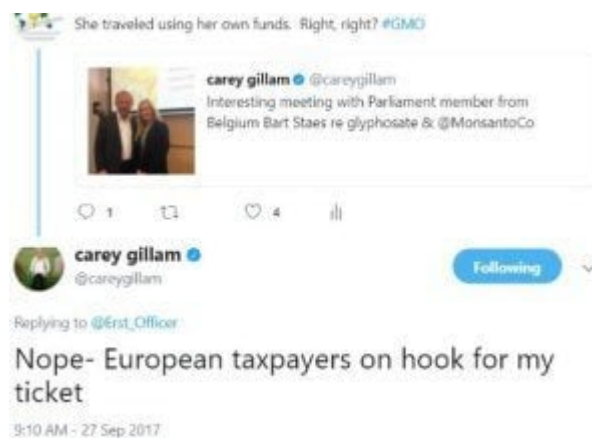 She traveled using her own funds. Right, right? #GMO
carey gillam @careygillam
Interesting meeting with Parliament member from
Belgium Bart Staes re glyphosate & @MonsantoCo
1 4
carey gillam
@careygillam
Following
Replying to @Erst_Officer
Nope- European taxpayers on hook for my
ticket
9:10 AM - 27 Sep 2017